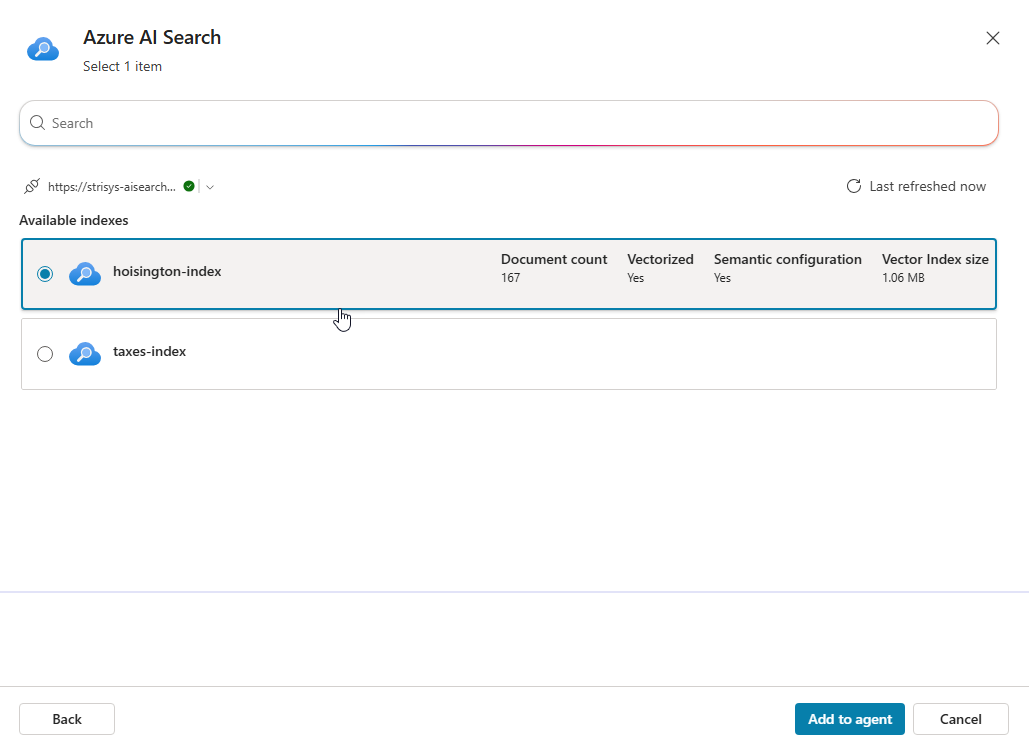 Azure AI Search
Select 1 item
Search
https://strisys-aisearch...
Last refreshed now
Available indexes
hoisington-index
Document count
167
Vectorized
Yes
Semantic configuration
Yes
Vector Index size
1.06 MB
taxes-index
Back
Add to agent
Cancel